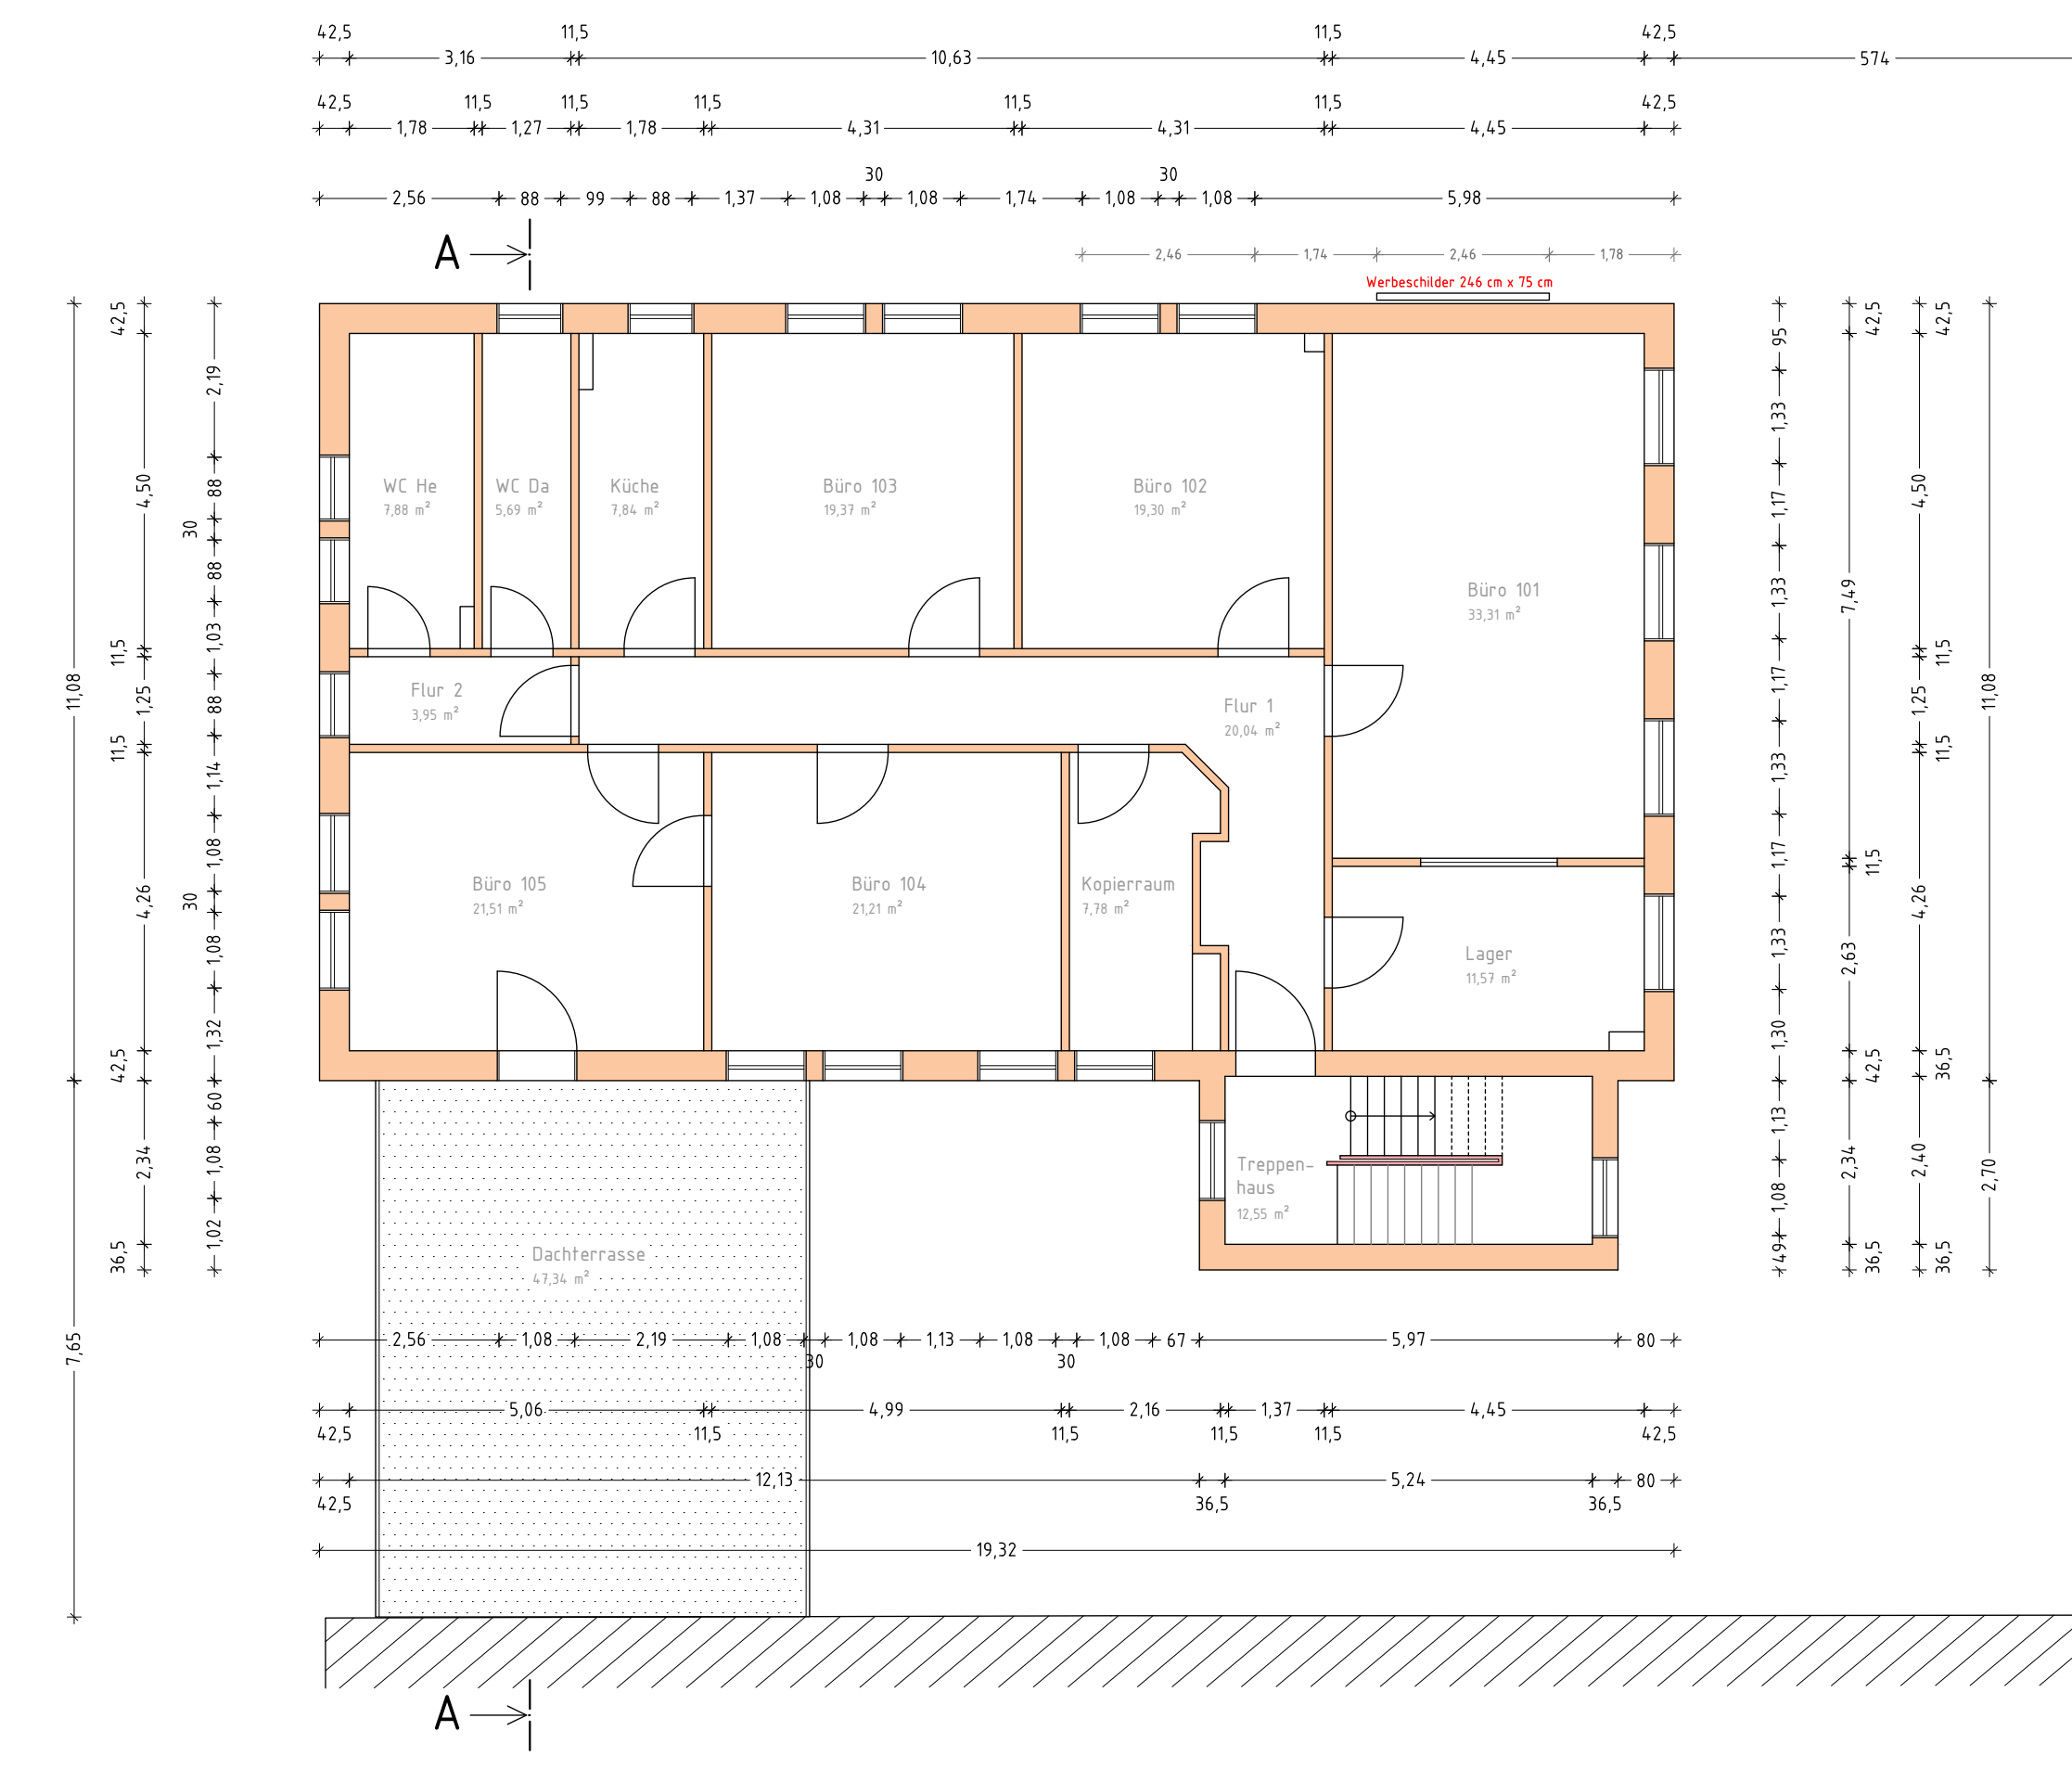 42,5 11,5 11,5 42,5
3,16 10,63 4,45 574
42,5 11,5 11,5 11,5 11,5 11,5 42,5
1,78 1,27 1,78 4,31 4,31 4,45
30 30
2,56 88 99 88 1,37 1,08 1,08 1,74 1,08 1,08 5,98
A
2,46 1,74 2,46 1,78
Werbeschilder 246 cm x 75 cm
11,08 7,65
42,5 4,50 11,5 1,25 11,5 4,26 42,5 2,34 36,5
2,19 88 30 88 1,03 88 1,14 1,08 30 1,08 1,32 60 1,08 1,02
WC He
7,88 m²
WC Da
5,69 m²
Küche
7,84 m²
Büro 103
19,37 m²
Büro 102
19,30 m²
Büro 101
33,31 m²
Flur 2
3,95 m²
Flur 1
20,04 m²
Büro 105
21,51 m²
Büro 104
21,21 m²
Kopierraum
7,78 m²
Lager
11,57 m²
Treppen-
haus
12,55 m²
Dachterrasse
47,34 m²
95 1,33 1,17 1,33 1,17 1,33 1,17 1,33 1,30 1,13 1,08 49
42,5 7,49 11,5 2,63 42,5 2,34 36,5
42,5 4,50 11,5 1,25 11,5 4,26 36,5 2,40 36,5
11,08 2,70
2,56 1,08 2,19 1,08 1,08 1,13 1,08 1,08 67 5,97 80
30 30
5,06 4,99 2,16 1,37 4,45
42,5 11,5 11,5 11,5 11,5 42,5
12,13 5,24 80
42,5 36,5 36,5
19,32
A